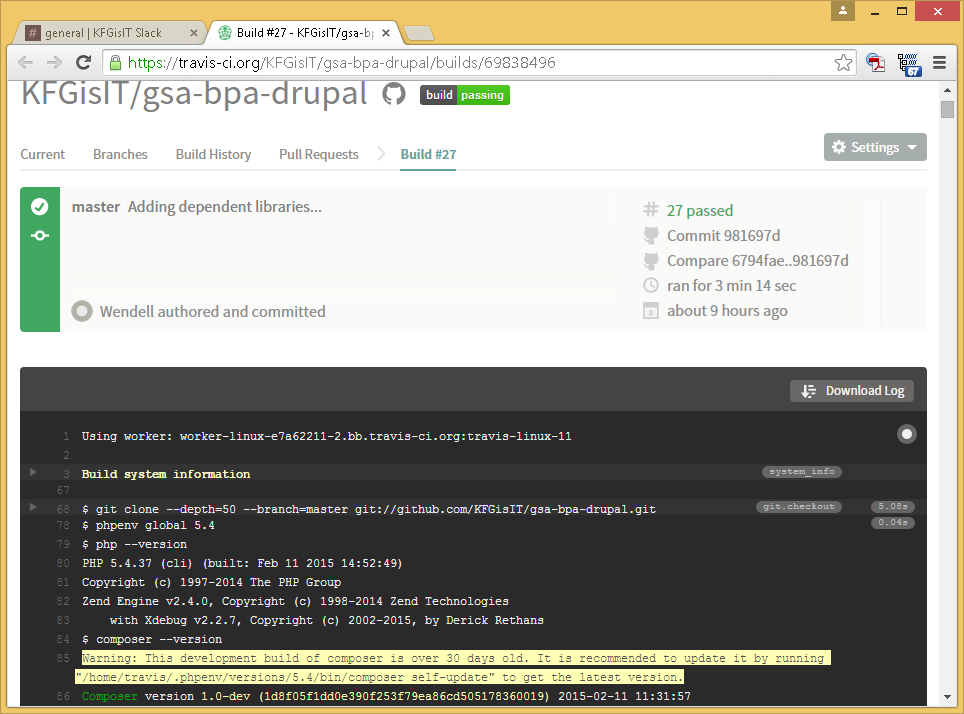 general | KFGisIT Slack
Build #27 - KFGisIT/gsa-bp
https://travis-ci.org/KFGisIT/gsa-bpa-drupal/builds/69838496
67
KFGisIT/gsa-bpa-drupal build passing
Current Branches Build History Pull Requests Build #27 Settings
master Adding dependent libraries...
27 passed
Commit 981697d
Compare 6794fae..981697d
ran for 3 min 14 sec
Wendell authored and committed
about 9 hours ago
Download Log
1 Using worker: worker-linux-e7a62211-2.bb.travis-ci.org:travis-linux-11
2
3 Build system information system_info
67
68 $ git clone --depth=50 --branch=master git://github.com/KFGisIT/gsa-bpa-drupal.git git.checkout 5.08s
78 $ phpenv global 5.4 0.04s
79 $ php --version
80 PHP 5.4.37 (cli) (built: Feb 11 2015 14:52:49)
81 Copyright (c) 1997-2014 The PHP Group
82 Zend Engine v2.4.0, Copyright (c) 1998-2014 Zend Technologies
83 with Xdebug v2.2.7, Copyright (c) 2002-2015, by Derick Rethans
84 $ composer --version
85 Warning: This development build of composer is over 30 days old. It is recommended to update it by running
"/home/travis/.phpenv/versions/5.4/bin/composer self-update" to get the latest version.
86 Composer version 1.0-dev (1d8f05f1dd0e390f253f79ea86cd505178360019) 2015-02-11 11:31:57